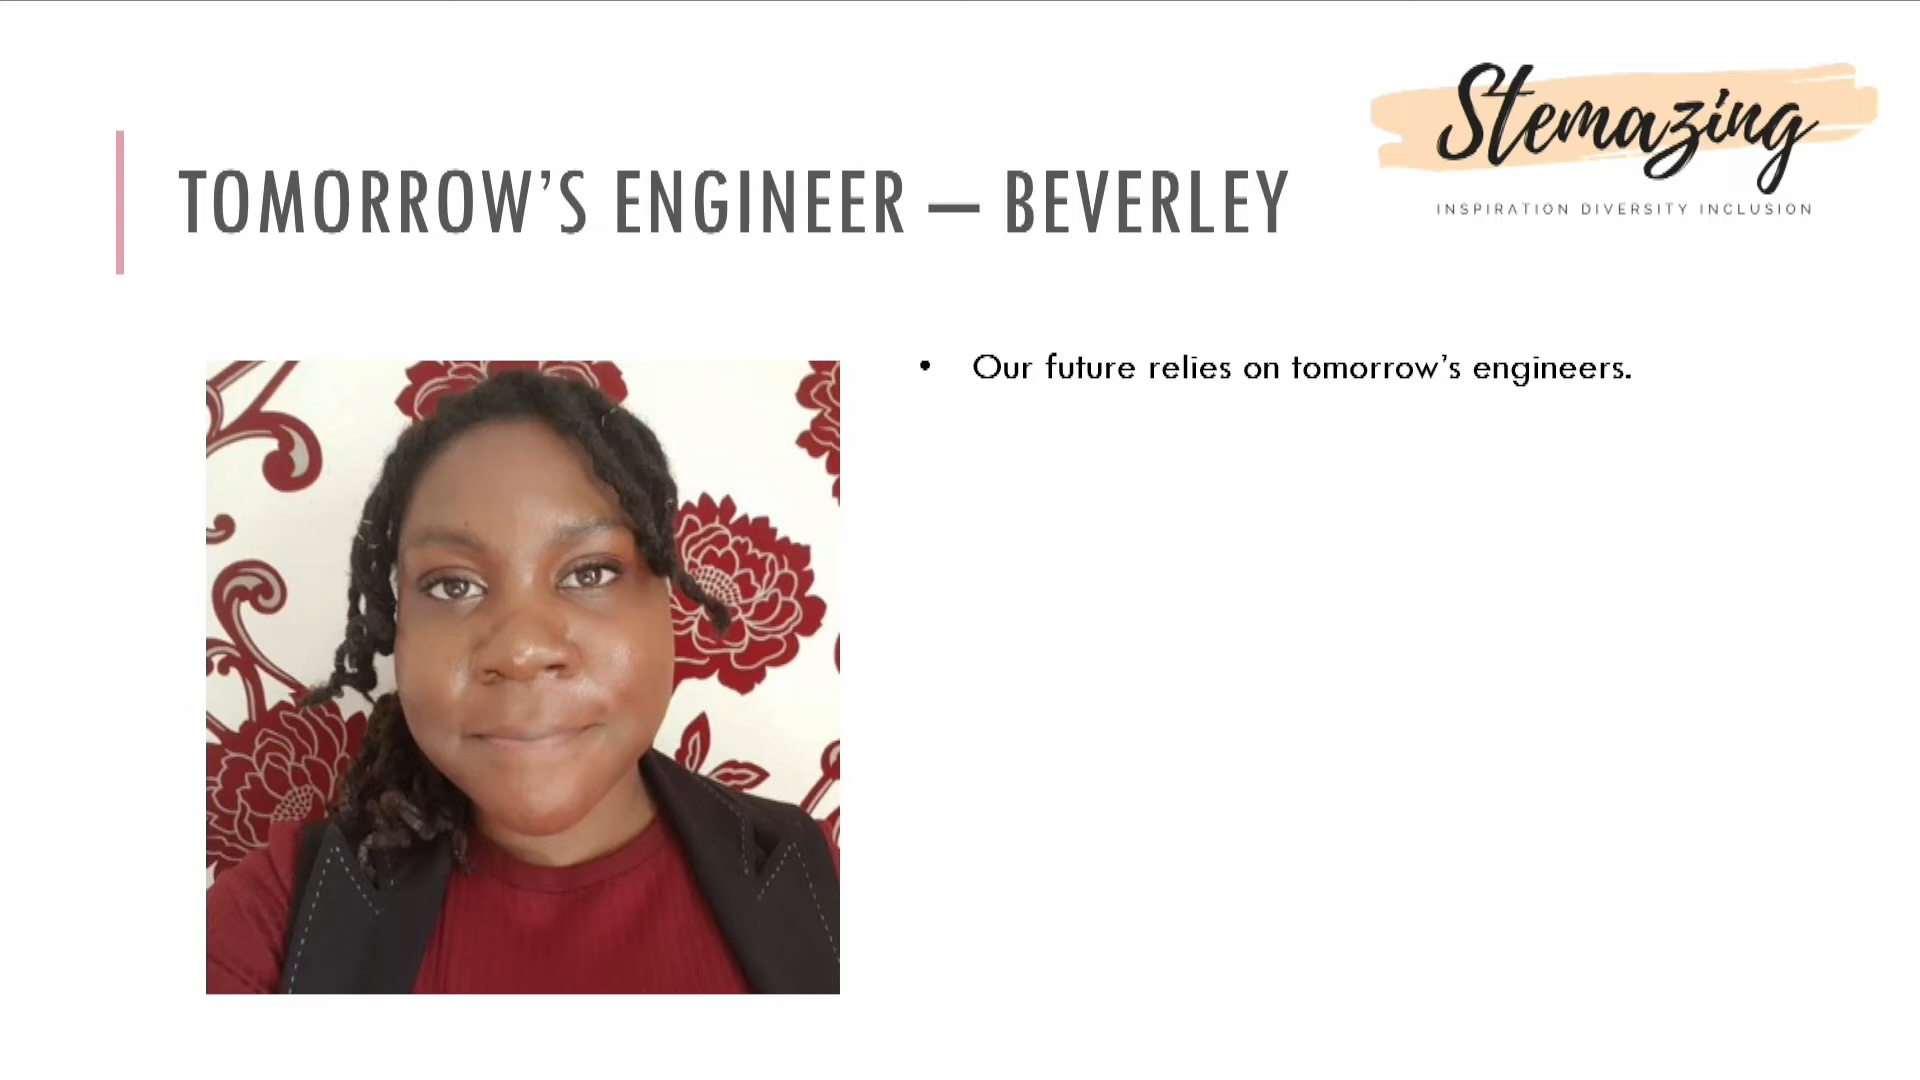 Stemazing
INSPIRATION DIVERSITY INCLUSION
TOMORROW’S ENGINEER – BEVERLEY
• Our future relies on tomorrow’s engineers.